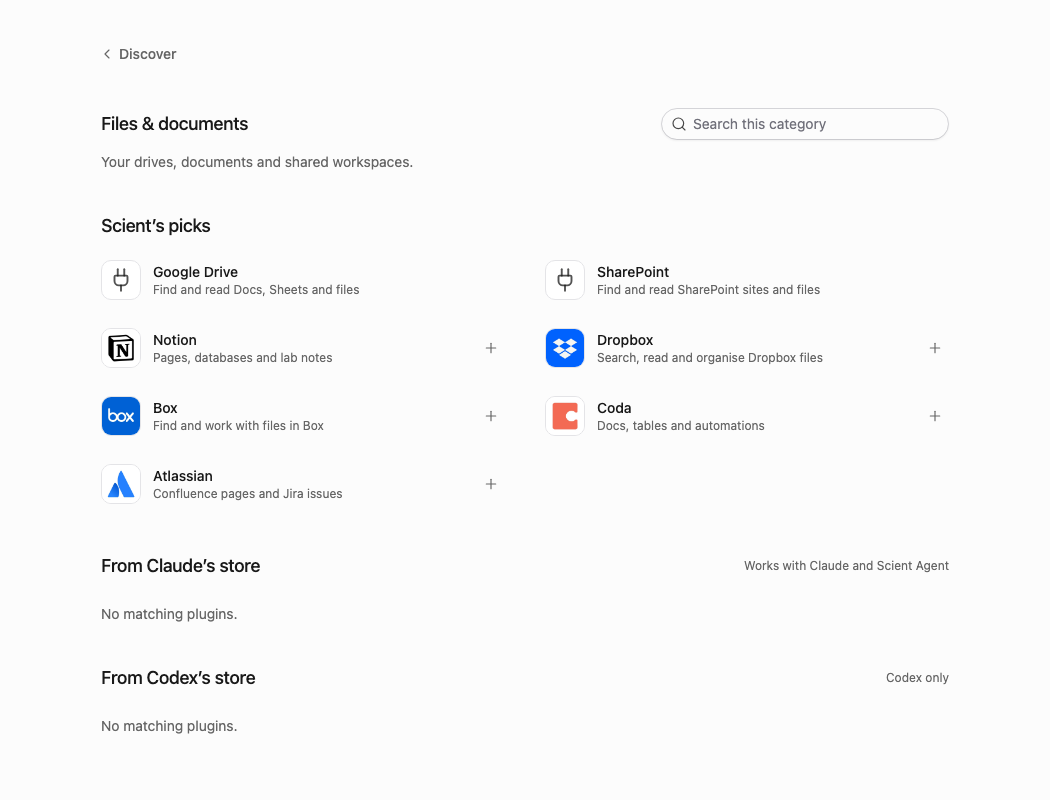 Discover
Files & documents
Search this category
Your drives, documents and shared workspaces.
Scient’s picks
Google Drive
Find and read Docs, Sheets and files
SharePoint
Find and read SharePoint sites and files
Notion
Pages, databases and lab notes
Dropbox
Search, read and organise Dropbox files
box
Box
Find and work with files in Box
Coda
Docs, tables and automations
Atlassian
Confluence pages and Jira issues
From Claude’s store
Works with Claude and Scient Agent
No matching plugins.
From Codex’s store
Codex only
No matching plugins.